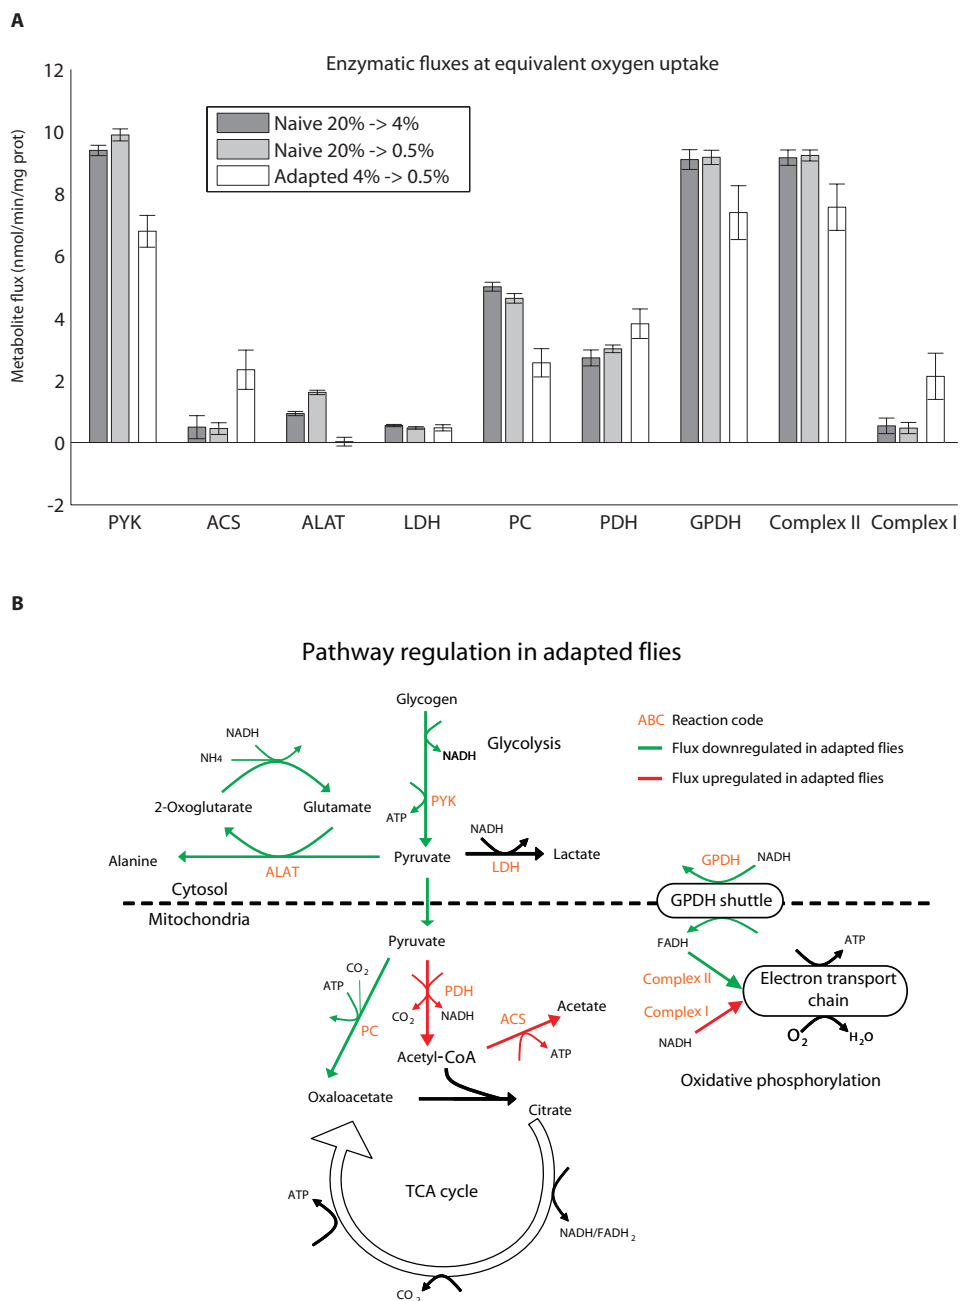 A
Enzymatic fluxes at equivalent oxygen uptake
Metabolite flux (nmol/min/mg prot)
12
10
8
6
4
2
0
-2
Naive 20% -> 4%
Naive 20% -> 0.5%
Adapted 4% -> 0.5%
PYK ACS ALAT LDH PC PDH GPDH Complex II Complex I
B
Pathway regulation in adapted flies
Glycogen
ABC Reaction code
Flux downregulated in adapted flies
Flux upregulated in adapted flies
NADH
NH4
NADH
Glycolysis
2-Oxoglutarate
Glutamate
PYK
ATP
NADH
Alanine
ALAT
Pyruvate
LDH
Lactate
GPDH
NADH
Cytosol
Mitochondria
GPDH shuttle
Pyruvate
FADH
ATP
CO2
ATP
PC
PDH
CO2
NADH
Complex II
Complex I
NADH
Electron transport
chain
O2
H2O
ACS
Acetate
ATP
Acetyl-CoA
Oxidative phosphorylation
Oxaloacetate
Citrate
TCA cycle
ATP
NADH/FADH2
CO2